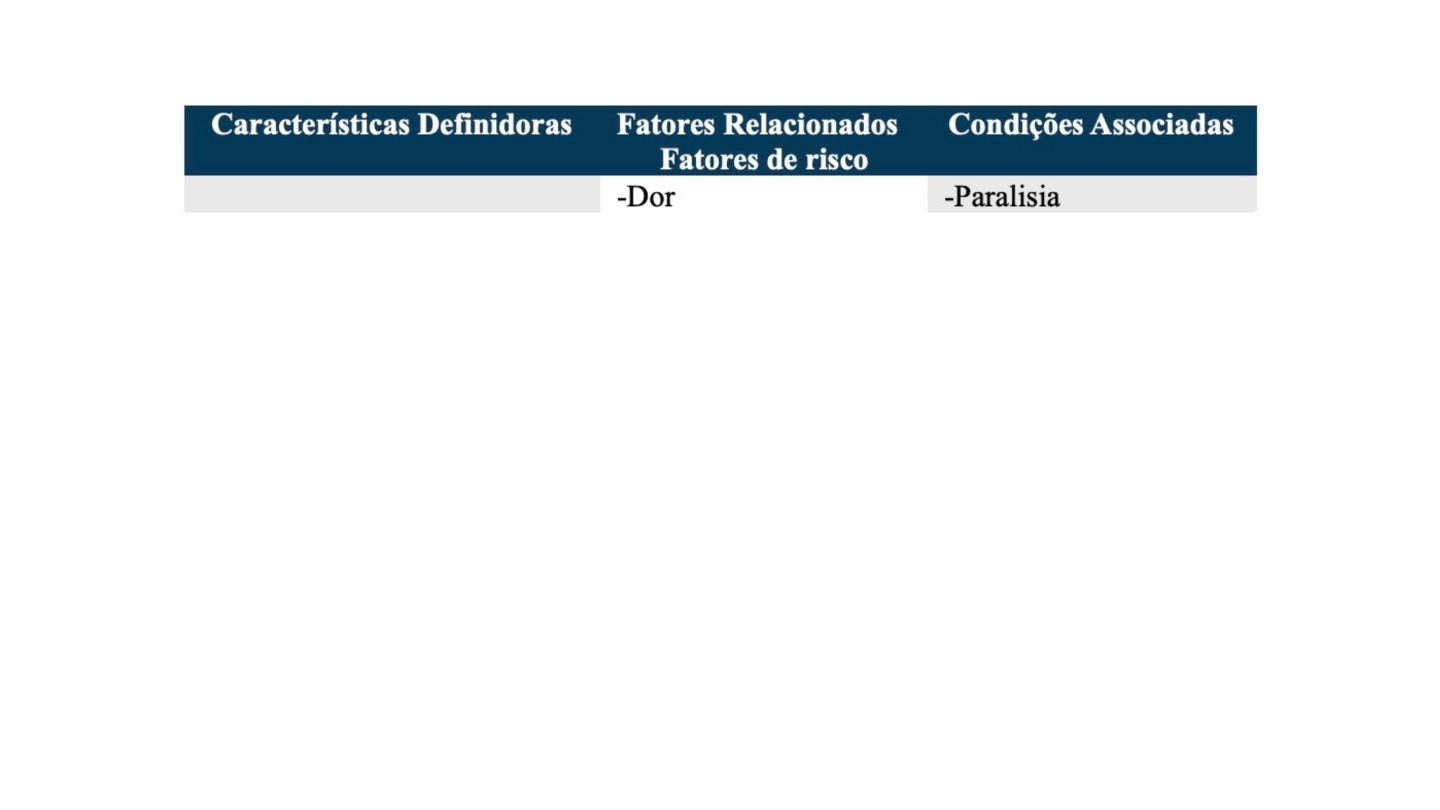 Características Definidoras
Fatores Relacionados
Fatores de risco
Condições Associadas
-Dor
-Paralisia